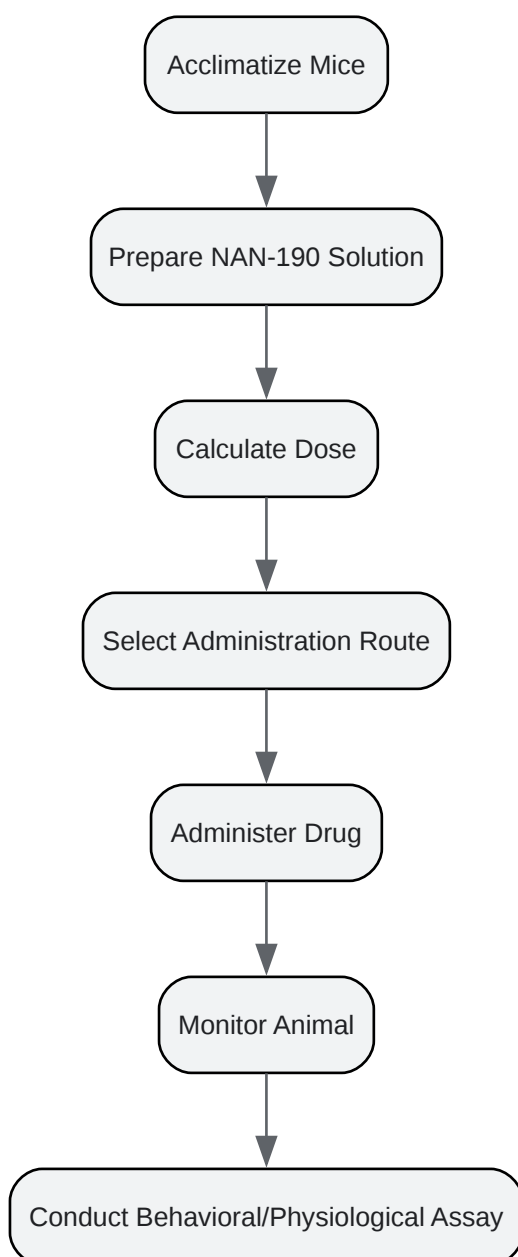 Acclimatize Mice
Prepare NAN-190 Solution
Calculate Dose
Select Administration Route
Administer Drug
Monitor Animal
Conduct Behavioral/Physiological Assay